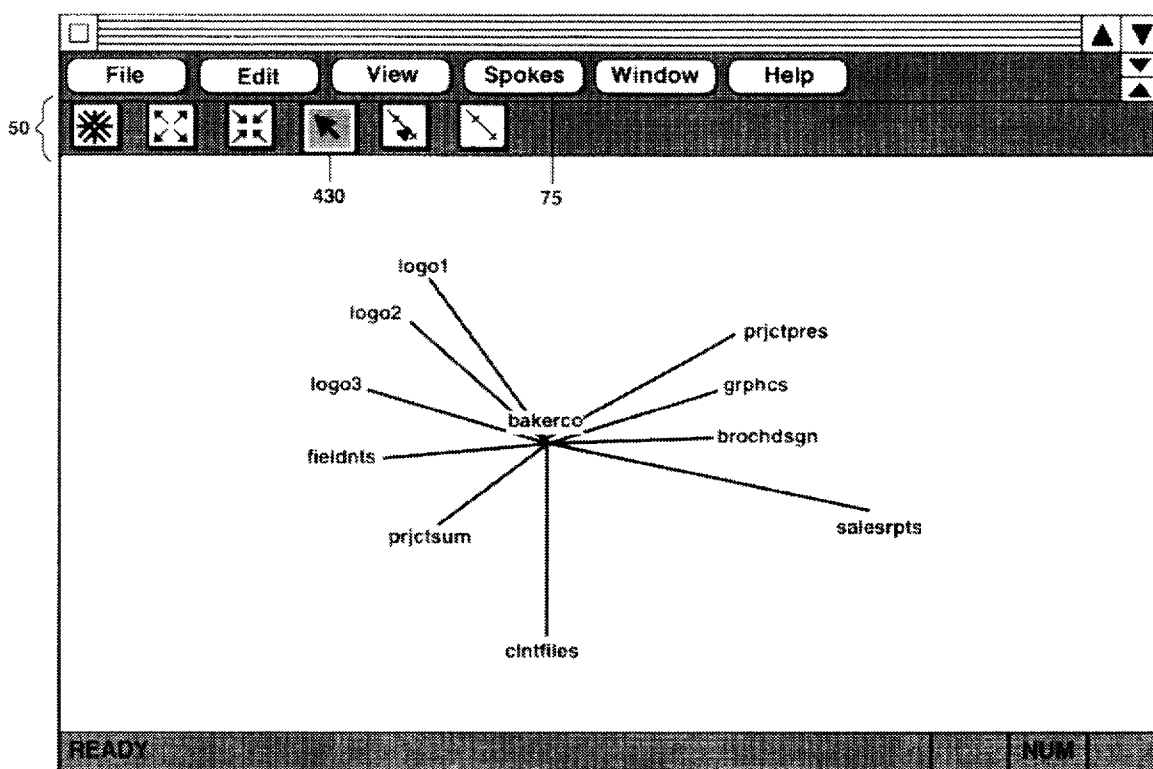 File Edit View Spokes Window Help
50
430 75
logo1
logo2
prjctpres
logo3
grphcs
bakerco
brochdsgn
fieldnts
salesrpts
prjctsum
clntfiles
READY NUM